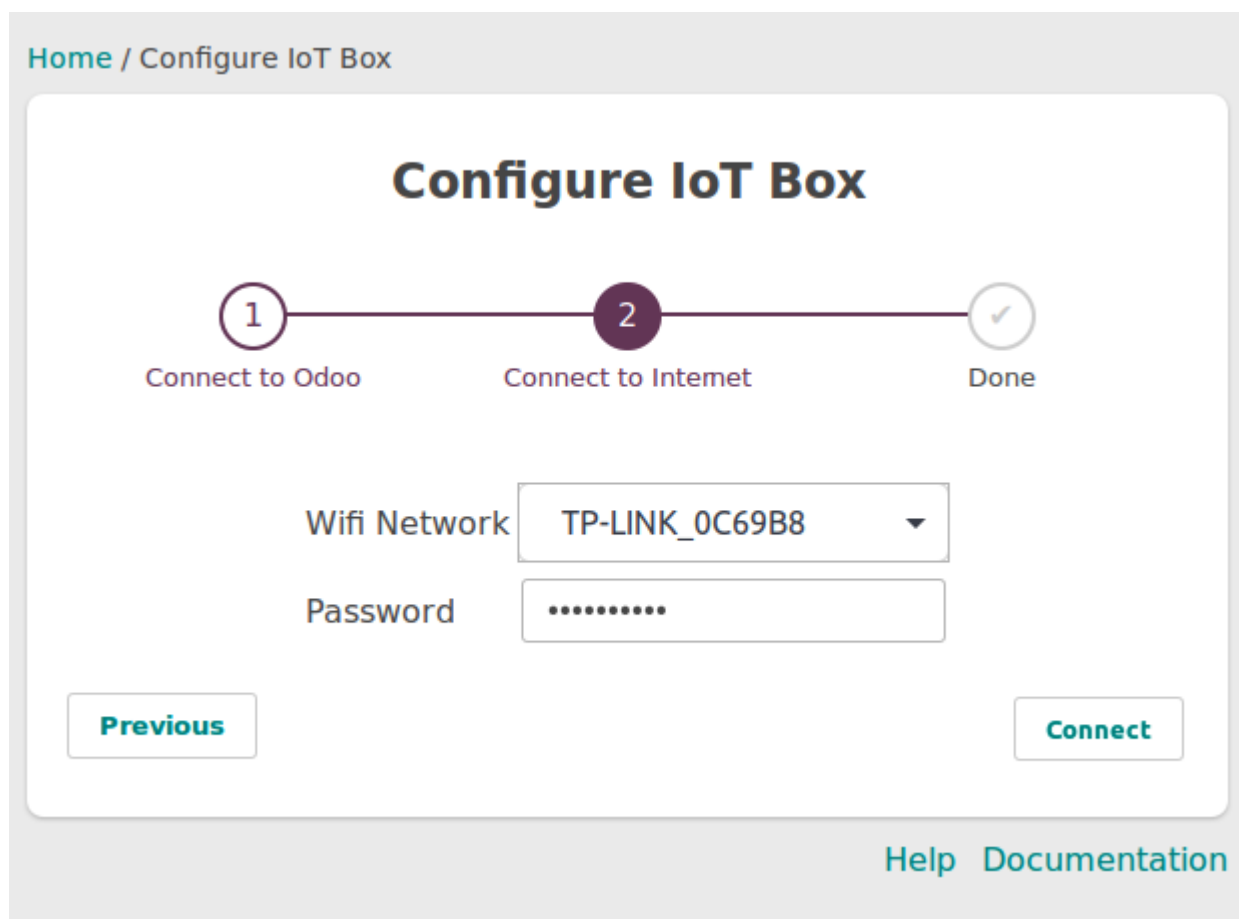 Home / Configure IoT Box
Configure IoT Box
1 2 ✔
Connect to Odoo Connect to Internet Done
Wifi Network TP-LINK_0C69B8
Password ••••••••••
Previous Connect
Help Documentation